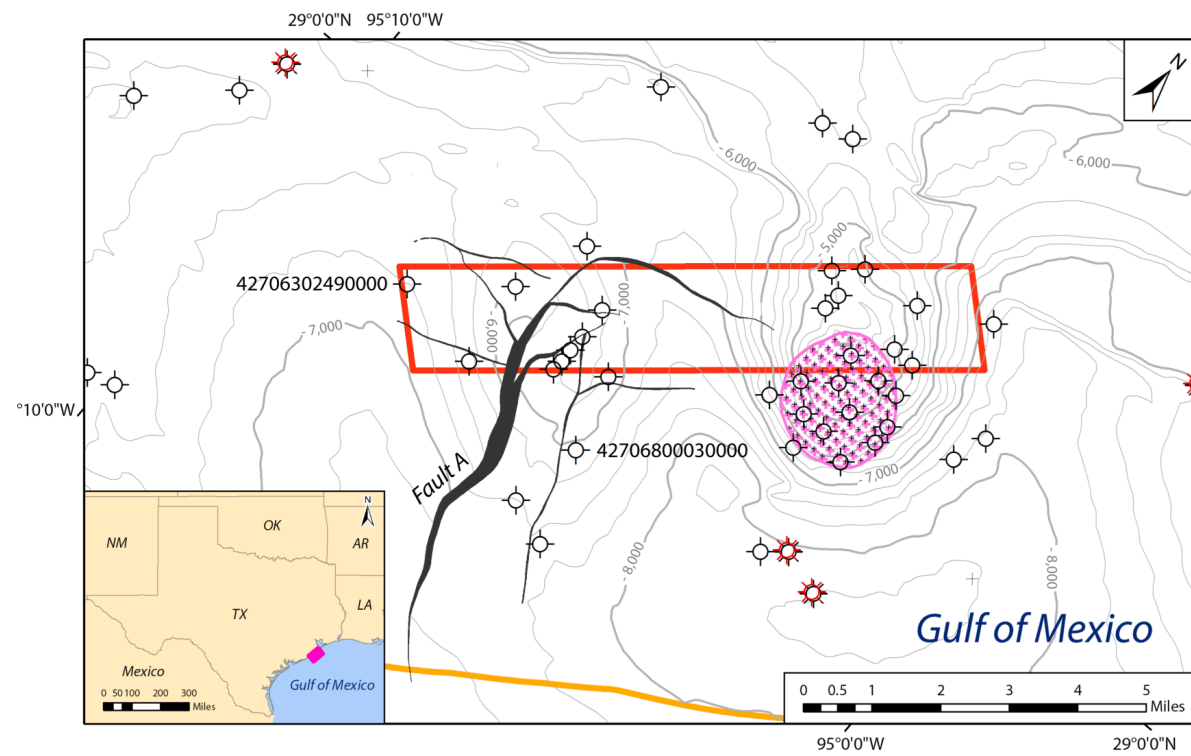 29°0'0"N 95°10'0"W
N
- 6,000
- 6,000
- 5,000
42706302490000
- 7,000
- 6,000
- 7,000
°10'0"W
42706800030000
Fault A
- 7,000
- 8,000
- 8,000
N
NM
OK
AR
TX
LA
Mexico
Gulf of Mexico
0 50 100 200 300
Miles
Gulf of Mexico
0 0.5 1 2 3 4 5
Miles
95°0'0"W 29°0'0"N